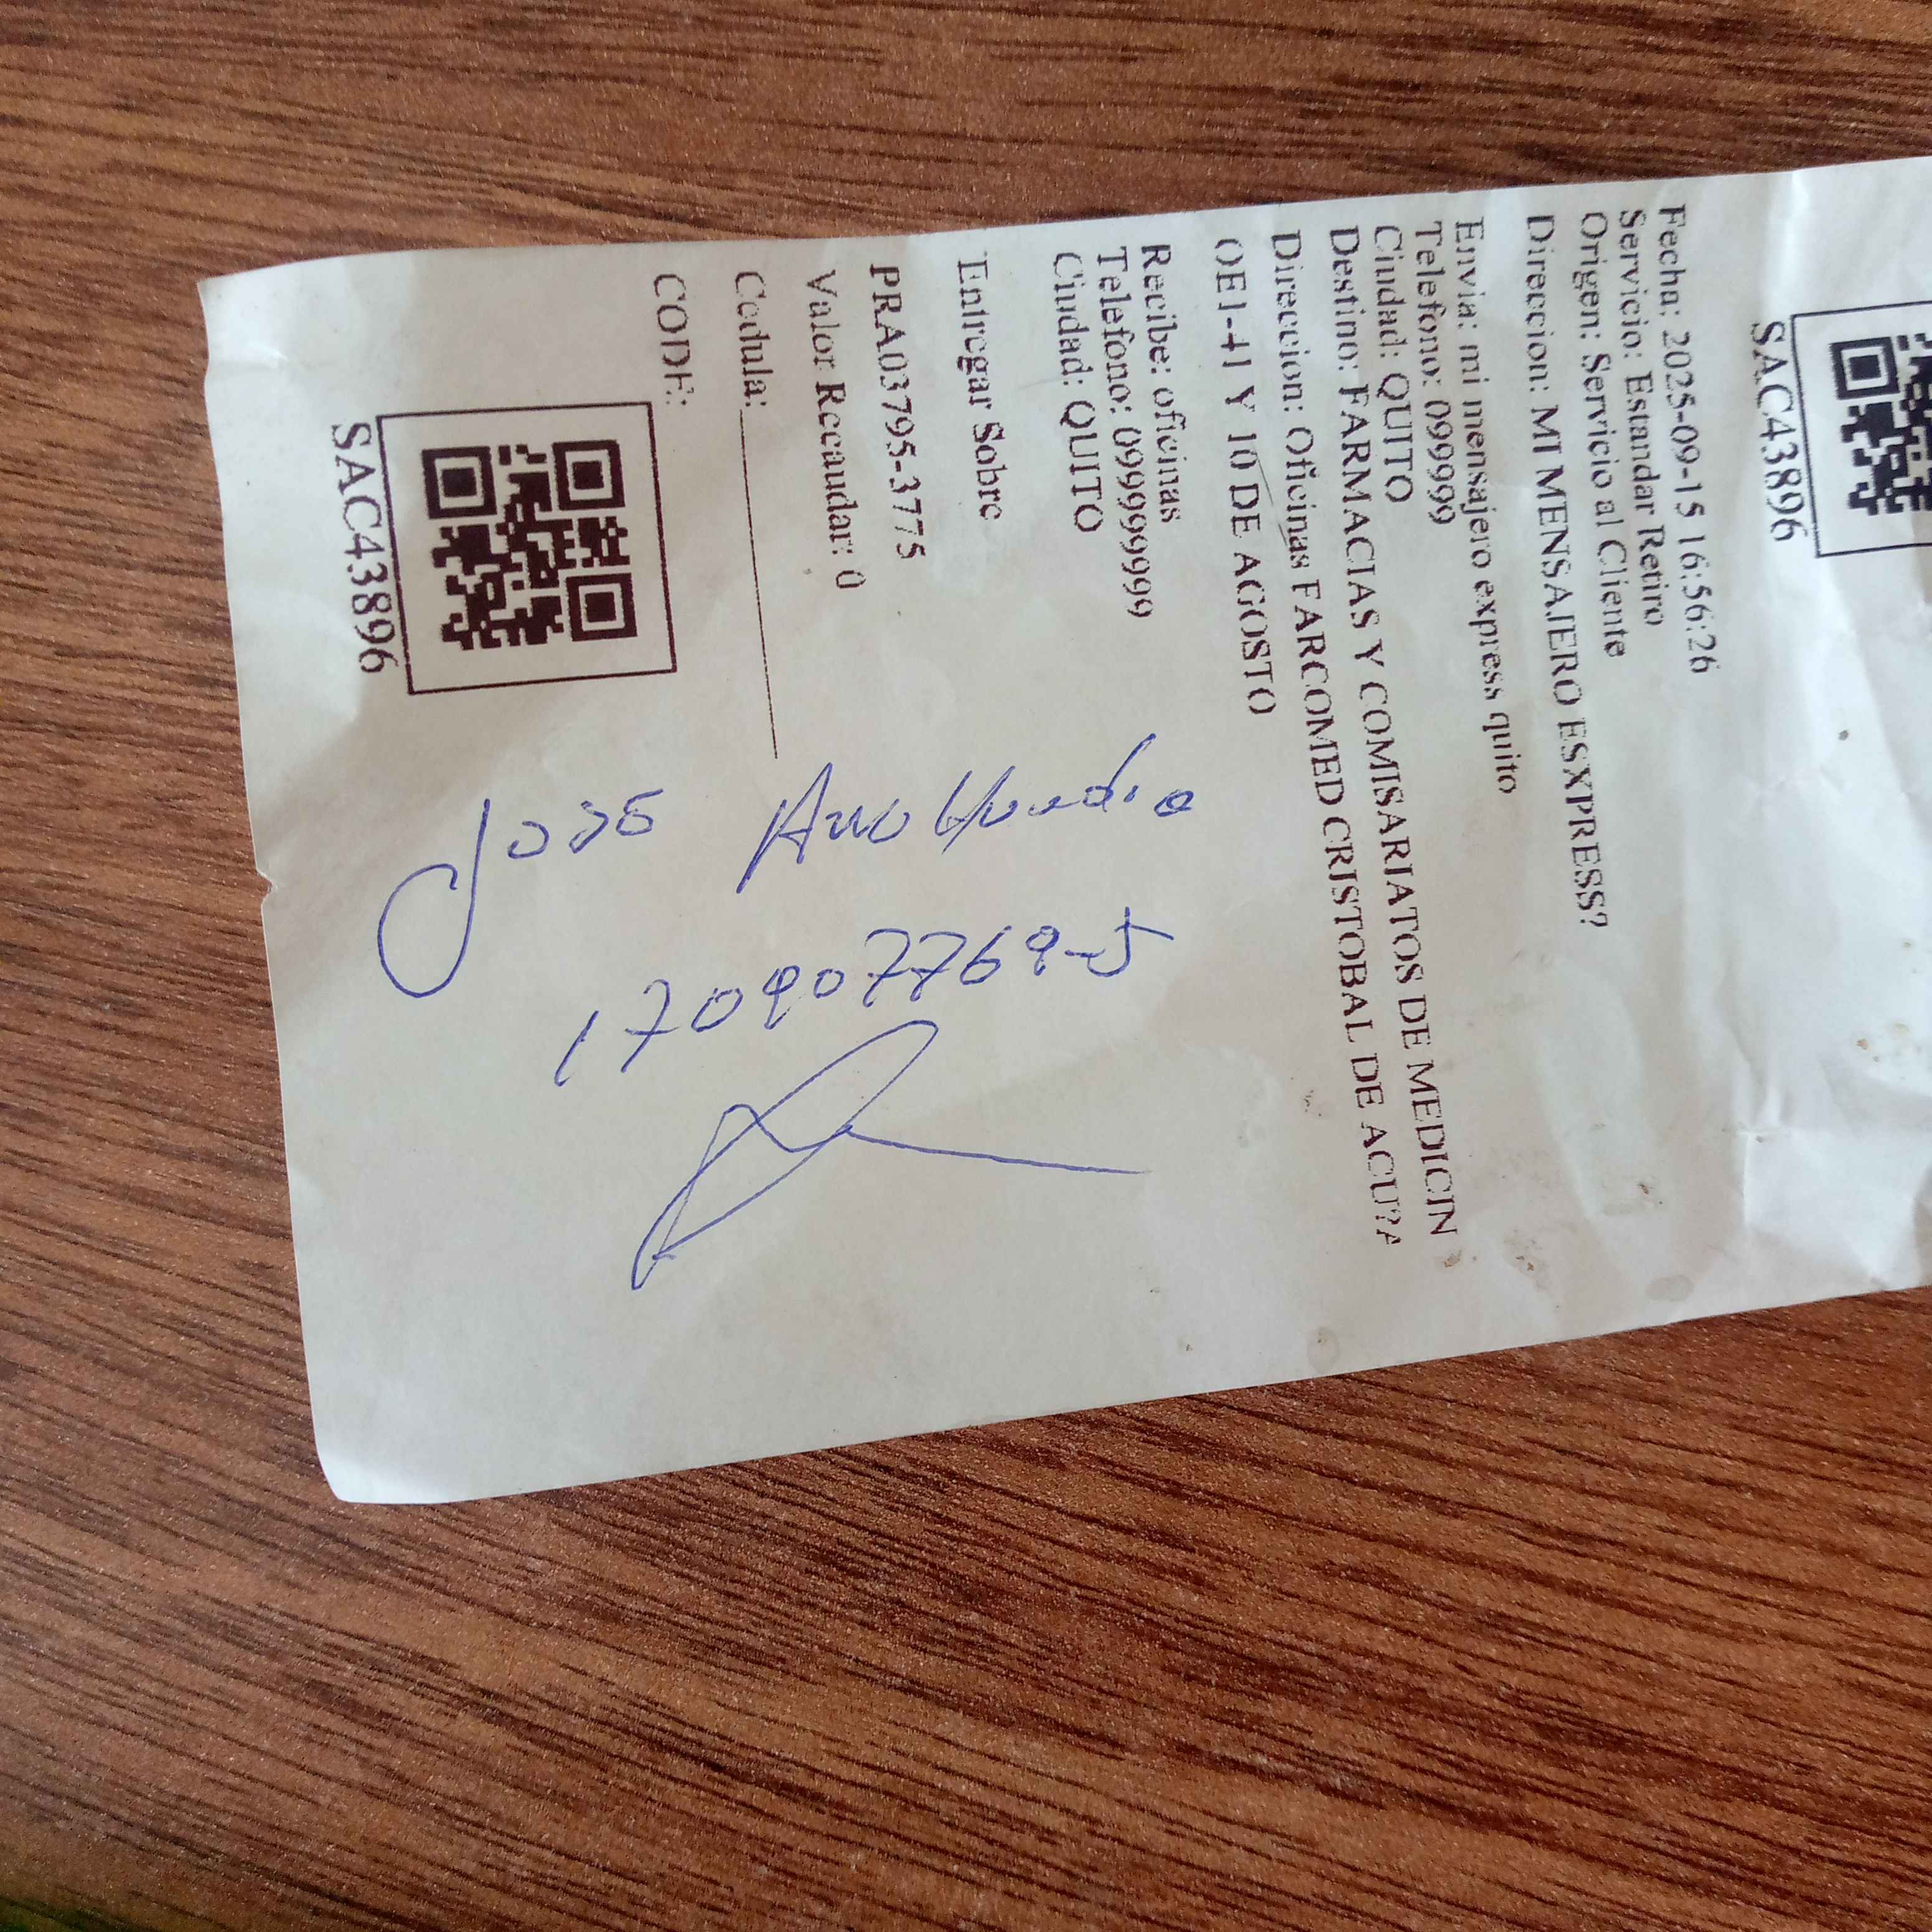 SAC43896
Fecha: 2025-09-15 16:56:26
Servicio: Estandar Retiro
Origen: Servicio al Cliente
Direccion: MI MENSAJERO ESXPRESS?
Envia: mi mensajero express quito
Telefono: 099999
Ciudad: QUITO
Destino: FARMACIAS Y COMISARIATOS DE MEDICIN
Direccion: Oficinas FARCOMED CRISTOBAL DE ACU?A
OE1-41 Y 10 DE AGOSTO
Recibe: oficinas
Telefono: 0999999999
Ciudad: QUITO
Entregar Sobre
PRA03795-3775
Valor Recaudar: 0
Cedula:
CODE:
SAC43896
José
170907769-5